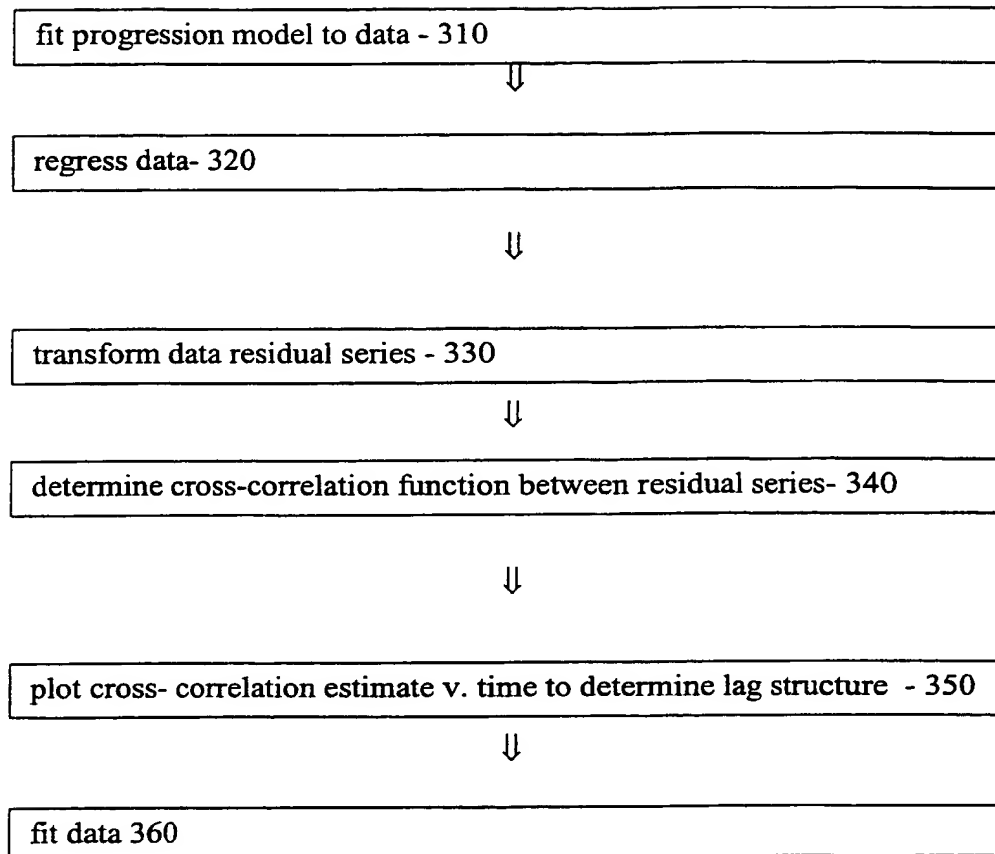 fit progression model to data - 310
⇓
regress data- 320
⇓
transform data residual series - 330
⇓
determine cross-correlation function between residual series- 340
⇓
plot cross- correlation estimate v. time to determine lag structure - 350
⇓
fit data 360